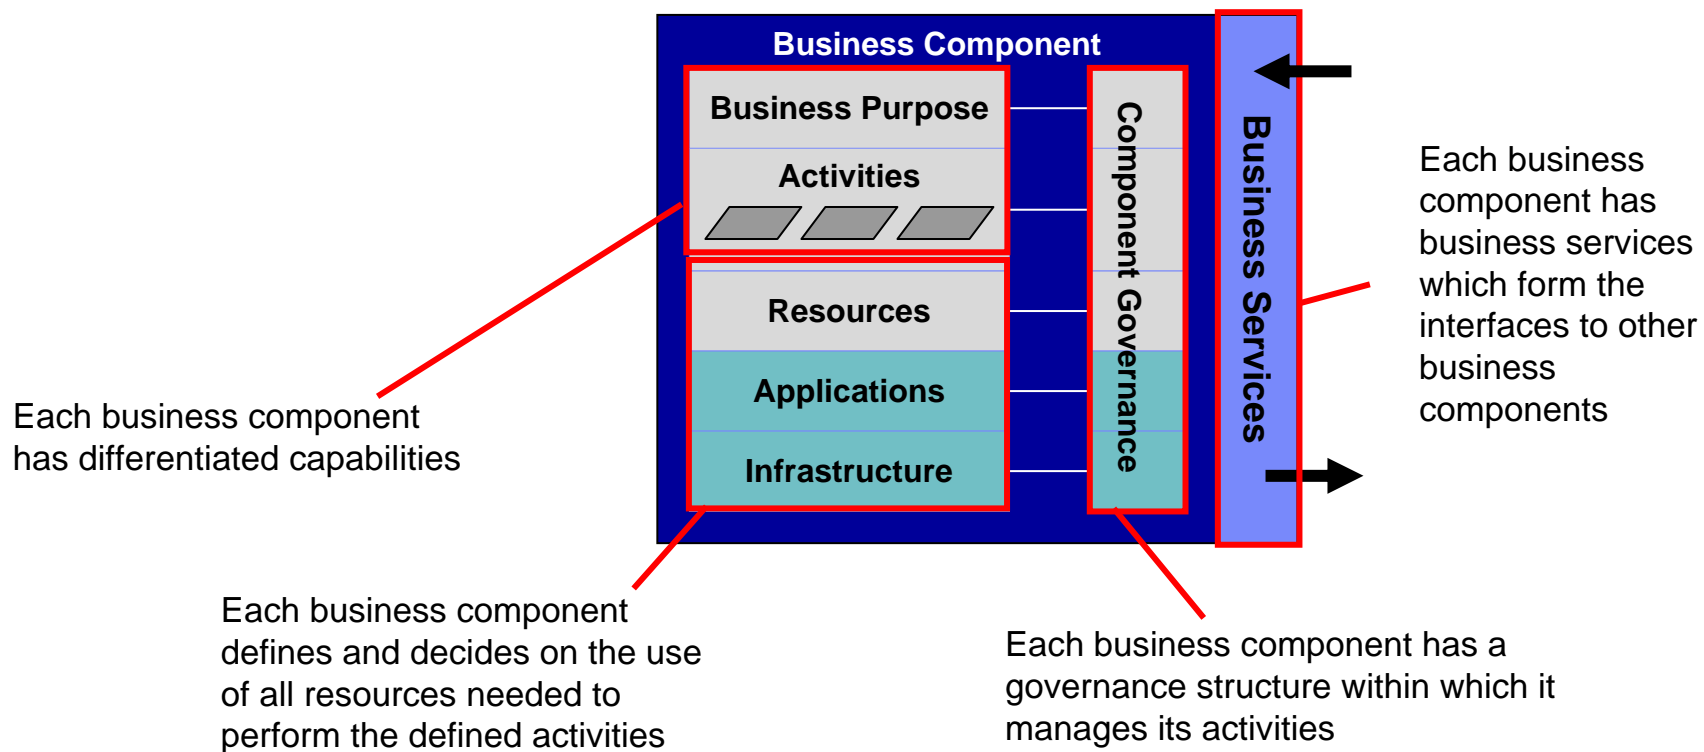 Business Component
Business Purpose
Activities
Resources
Applications
Infrastructure
Component Governance
Business Services
Each business
component has
business services
which form the
interfaces to other
business
components
Each business component
has differentiated capabilities
Each business component
defines and decides on the use
of all resources needed to
perform the defined activities
Each business component has a
governance structure within which it
manages its activities